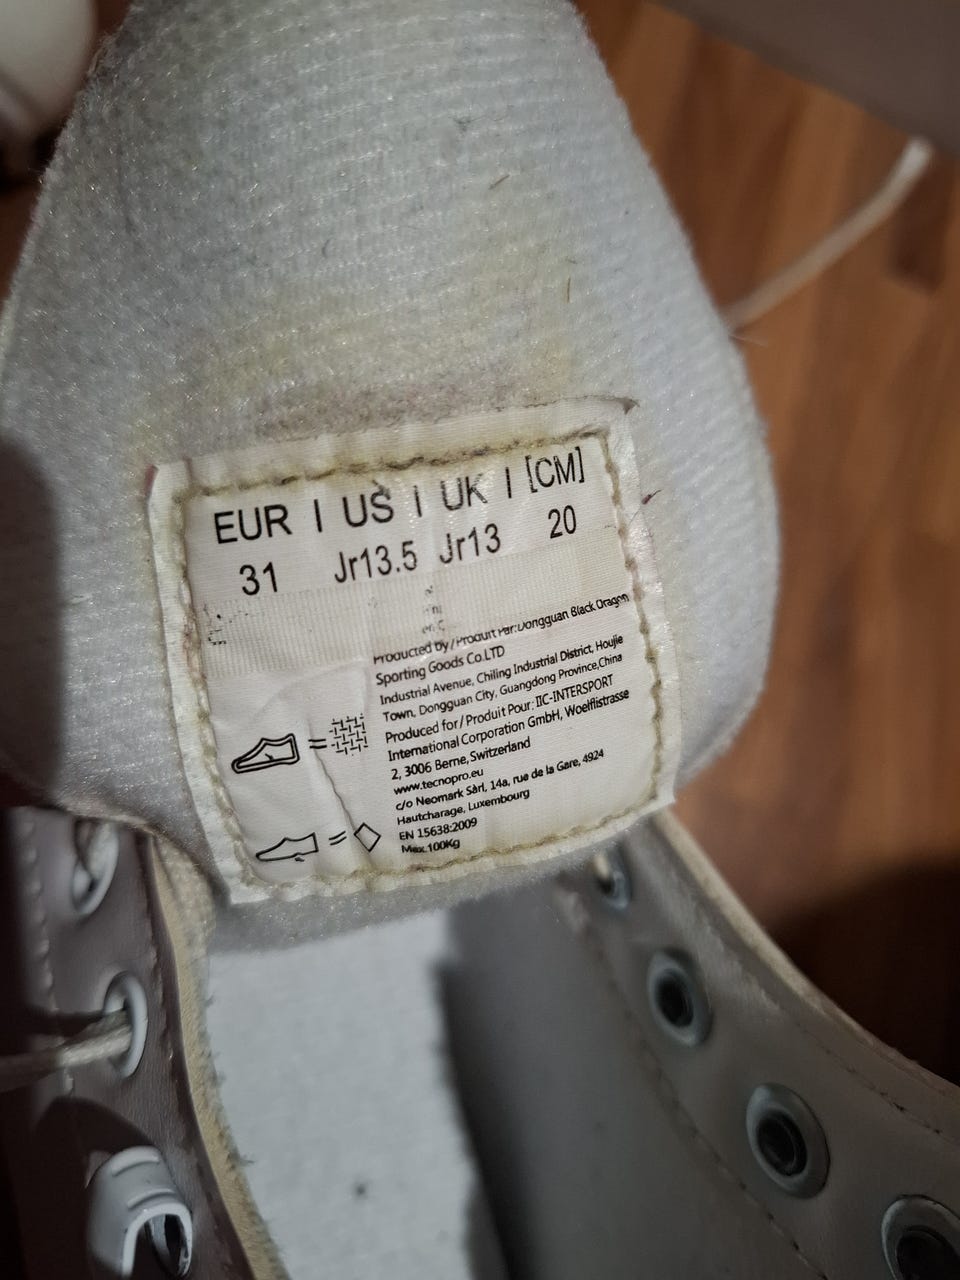 EUR | US | UK | [CM]
31 Jr13.5 Jr13 20
Producted by/Produit Par:Dongguan Black Dragon
Sporting Goods Co.LTD
Industrial Avenue, Chiling Industrial District, Houjie
Town, Dongguan City, Guangdong Province,China
Produced for/Produit Pour: IIC-INTERSPORT
International Corporation GmbH, Woelflistrasse
2, 3006 Berne, Switzerland
www.tecnopro.eu
c/o Neomark Sàrl, 14a, rue de la Gare, 4924
Hautcharage, Luxembourg
EN 15638:2009
Max.100Kg